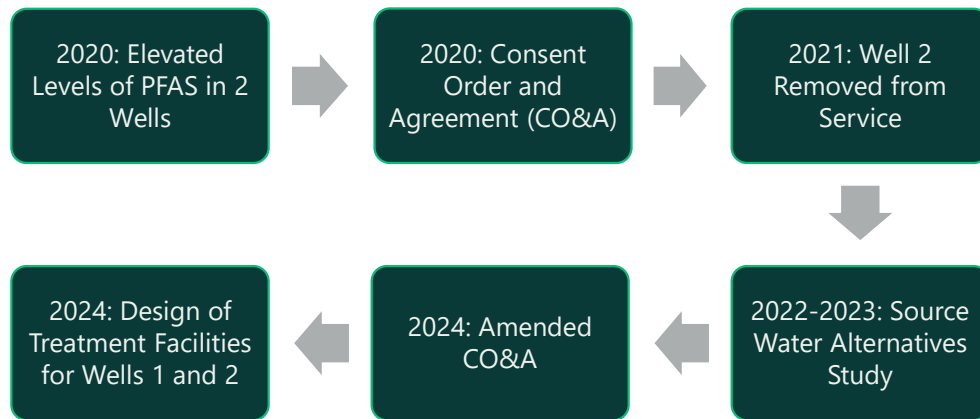 2020: Elevated
Levels of PFAS in 2
Wells
2020: Consent
Order and
Agreement (CO&A)
2021: Well 2
Removed from
Service
2022-2023: Source
Water Alternatives
Study
2024: Amended
CO&A
2024: Design of
Treatment Facilities
for Wells 1 and 2